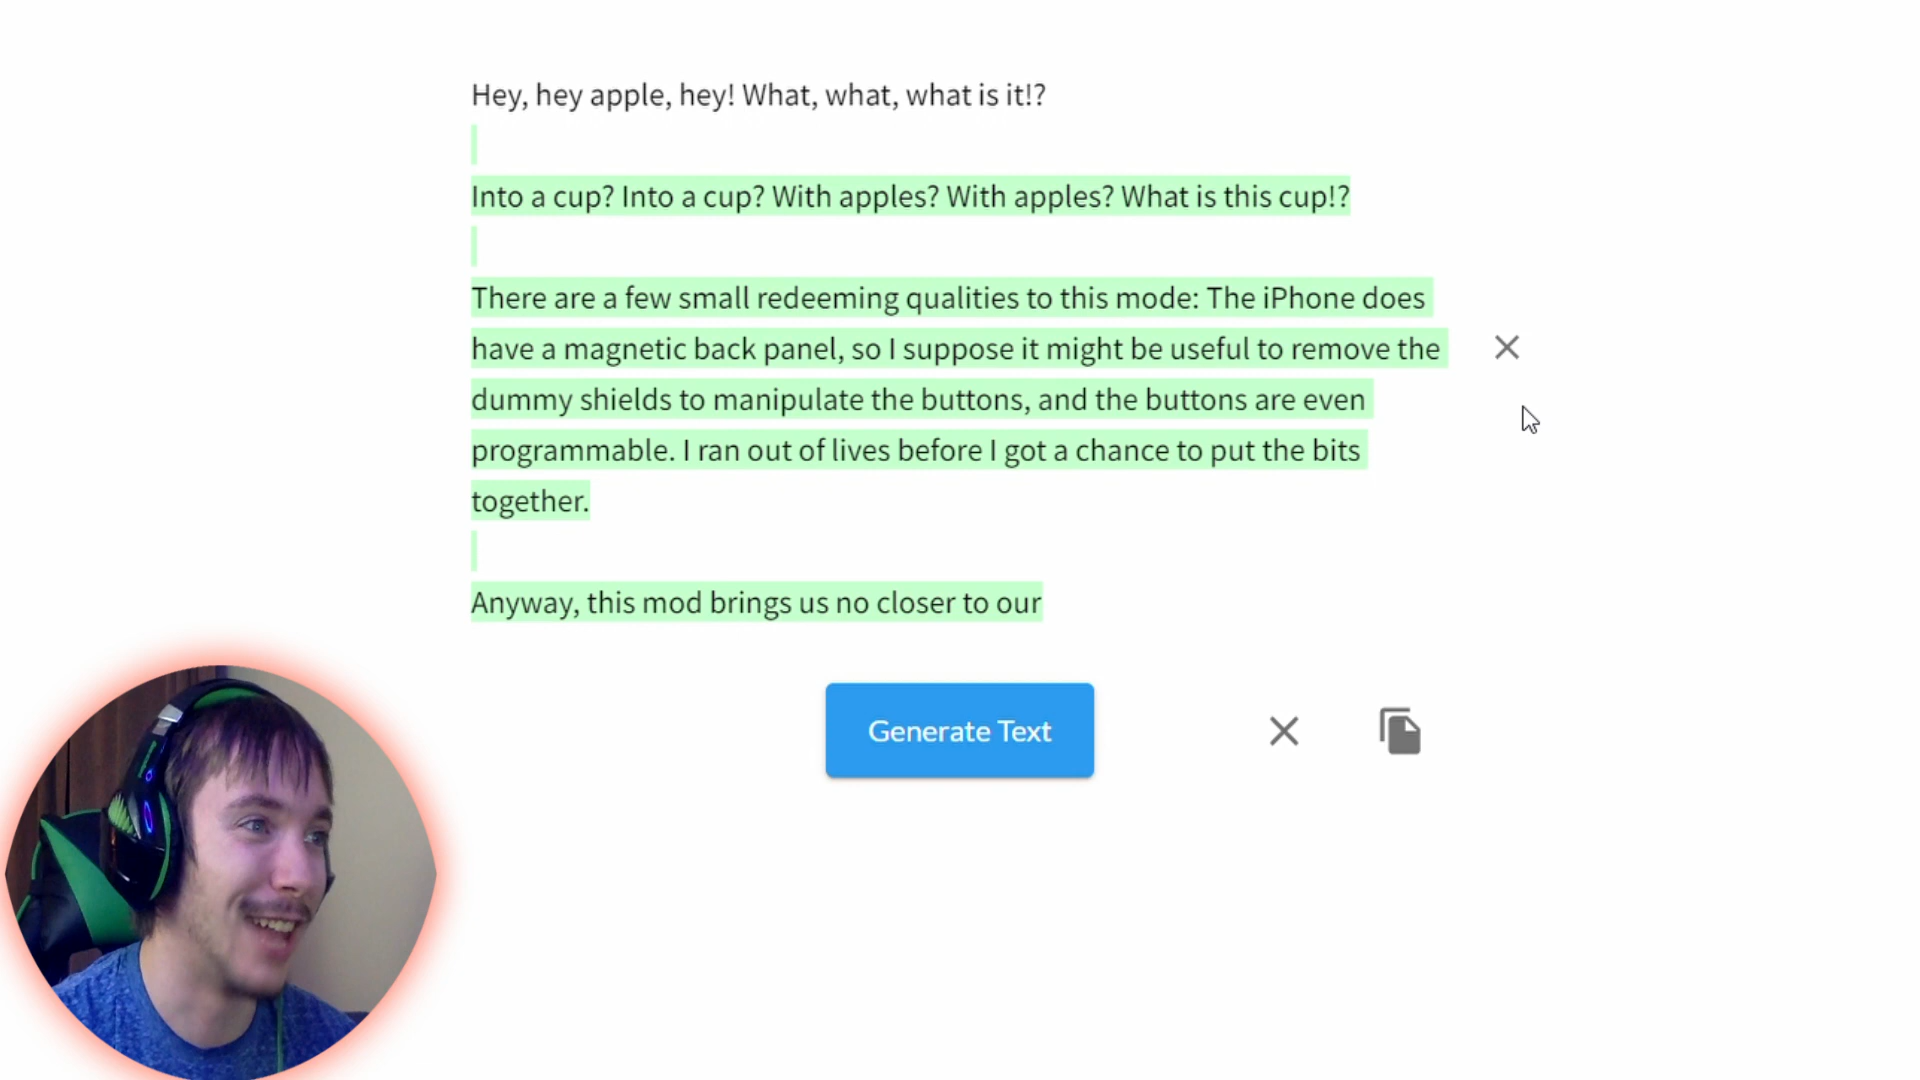 Hey, hey apple, hey! What, what, what is it!?
Into a cup? Into a cup? With apples? With apples? What is this cup!?
There are a few small redeeming qualities to this mode: The iPhone does
have a magnetic back panel, so I suppose it might be useful to remove the
dummy shields to manipulate the buttons, and the buttons are even
programmable. I ran out of lives before I got a chance to put the bits
together.
Anyway, this mod brings us no closer to our
Generate Text